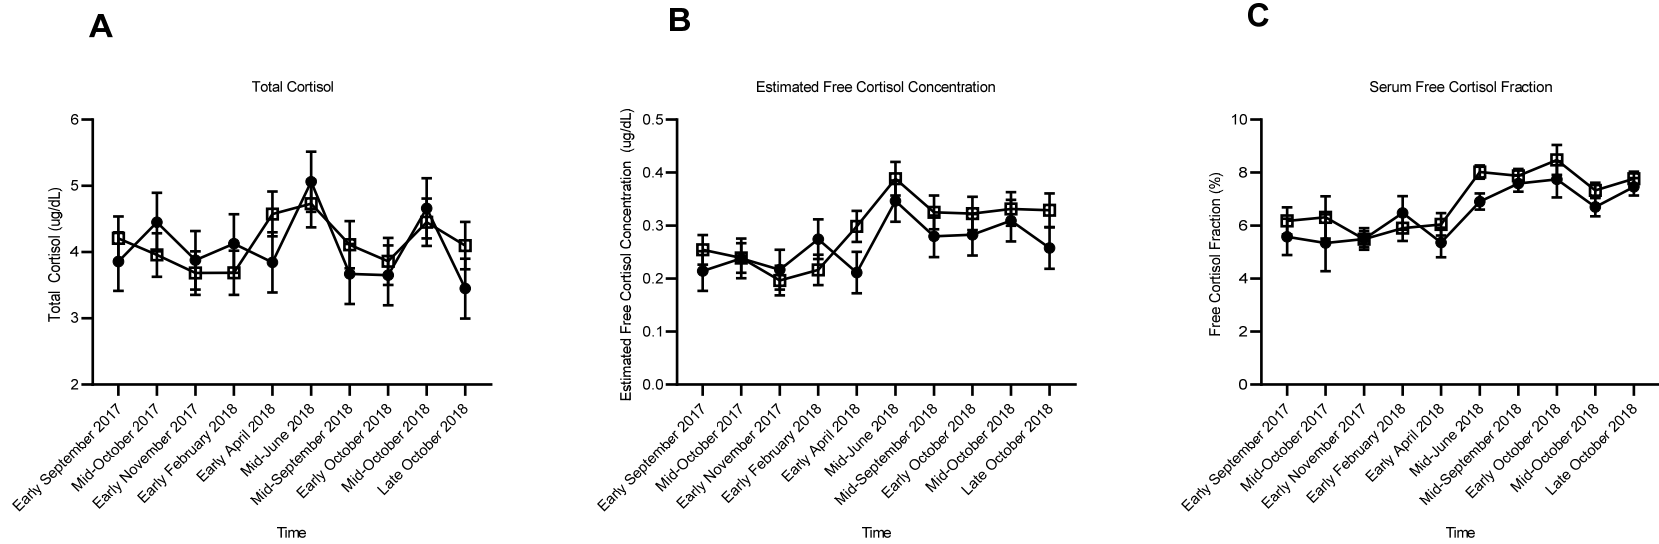 A
Total Cortisol
Total Cortisol (ug/dL)
6
5
4
3
2
Early September 2017
Mid-October 2017
Early November 2017
Early February 2018
Early April 2018
Mid-June 2018
Mid-September 2018
Early October 2018
Mid-October 2018
Late October 2018
Time
B
Estimated Free Cortisol Concentration
Estimated Free Cortisol Concentration (ug/dL)
0.5
0.4
0.3
0.2
0.1
0.0
Early September 2017
Mid-October 2017
Early November 2017
Early February 2018
Early April 2018
Mid-June 2018
Mid-September 2018
Early October 2018
Mid-October 2018
Late October 2018
Time
C
Serum Free Cortisol Fraction
Free Cortisol Fraction (%)
10
8
6
4
2
0
Early September 2017
Mid-October 2017
Early November 2017
Early February 2018
Early April 2018
Mid-June 2018
Mid-September 2018
Early October 2018
Mid-October 2018
Late October 2018
Time